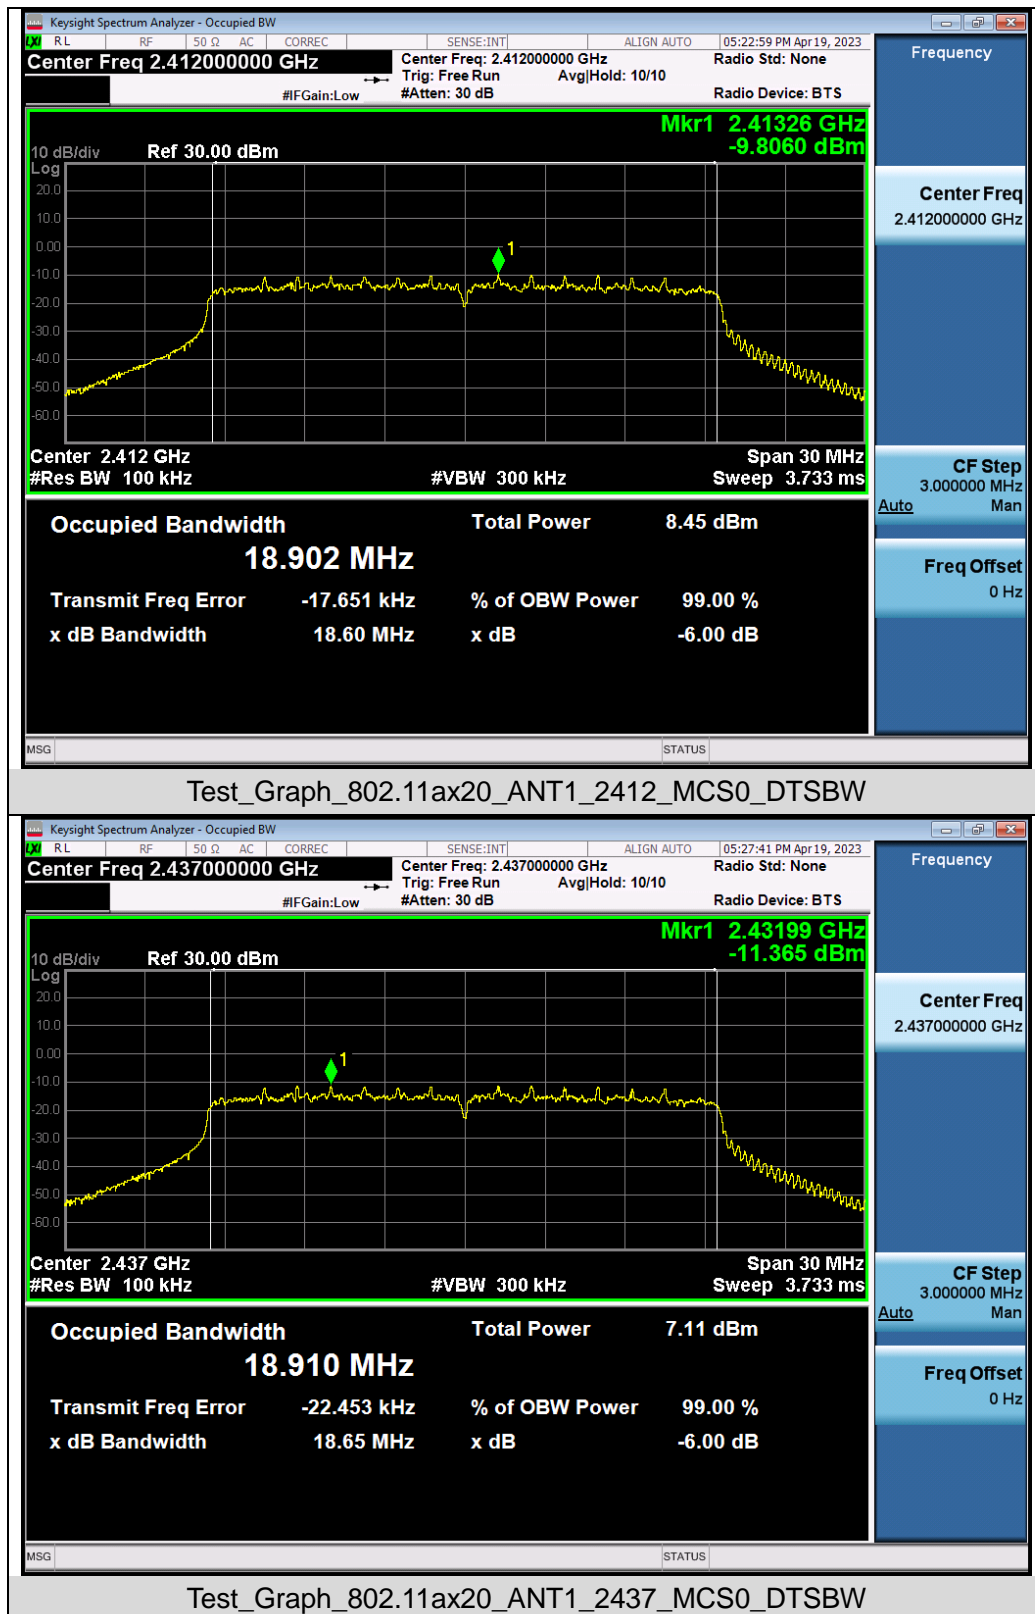 Keysight Spectrum Analyzer - Occupied BW
LXI RL RF 50 Ω AC CORREC SENSE:INT ALIGN AUTO 05:22:59 PM Apr 19, 2023
Center Freq 2.412000000 GHz
Center Freq: 2.412000000 GHz Radio Std: None
Trig: Free Run Avg|Hold: 10/10
#IFGain:Low #Atten: 30 dB Radio Device: BTS
Frequency
Mkr1 2.41326 GHz
-9.8060 dBm
10 dB/div Ref 30.00 dBm
Log
20.0
10.0
0.00
-10.0
-20.0
-30.0
-40.0
-50.0
-60.0
1
Center Freq
2.412000000 GHz
Center 2.412 GHz Span 30 MHz
#Res BW 100 kHz #VBW 300 kHz Sweep 3.733 ms
CF Step
3.000000 MHz
Auto Man
Occupied Bandwidth Total Power 8.45 dBm
18.902 MHz
Freq Offset
0 Hz
Transmit Freq Error -17.651 kHz % of OBW Power 99.00 %
x dB Bandwidth 18.60 MHz x dB -6.00 dB
MSG STATUS
Test_Graph_802.11ax20_ANT1_2412_MCS0_DTSBW
Keysight Spectrum Analyzer - Occupied BW
LXI RL RF 50 Ω AC CORREC SENSE:INT ALIGN AUTO 05:27:41 PM Apr 19, 2023
Center Freq 2.437000000 GHz
Center Freq: 2.437000000 GHz Radio Std: None
Trig: Free Run Avg|Hold: 10/10
#IFGain:Low #Atten: 30 dB Radio Device: BTS
Frequency
Mkr1 2.43199 GHz
-11.365 dBm
10 dB/div Ref 30.00 dBm
Log
20.0
10.0
0.00
-10.0
-20.0
-30.0
-40.0
-50.0
-60.0
1
Center Freq
2.437000000 GHz
Center 2.437 GHz Span 30 MHz
#Res BW 100 kHz #VBW 300 kHz Sweep 3.733 ms
CF Step
3.000000 MHz
Auto Man
Occupied Bandwidth Total Power 7.11 dBm
18.910 MHz
Freq Offset
0 Hz
Transmit Freq Error -22.453 kHz % of OBW Power 99.00 %
x dB Bandwidth 18.65 MHz x dB -6.00 dB
MSG STATUS
Test_Graph_802.11ax20_ANT1_2437_MCS0_DTSBW